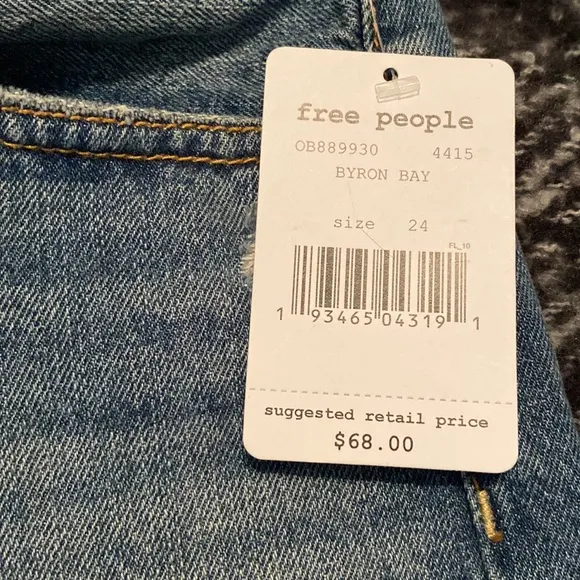 free people
OB889930 4415
BYRON BAY
size 24
FL_10
1 93465 04319 1
suggested retail price
$68.00